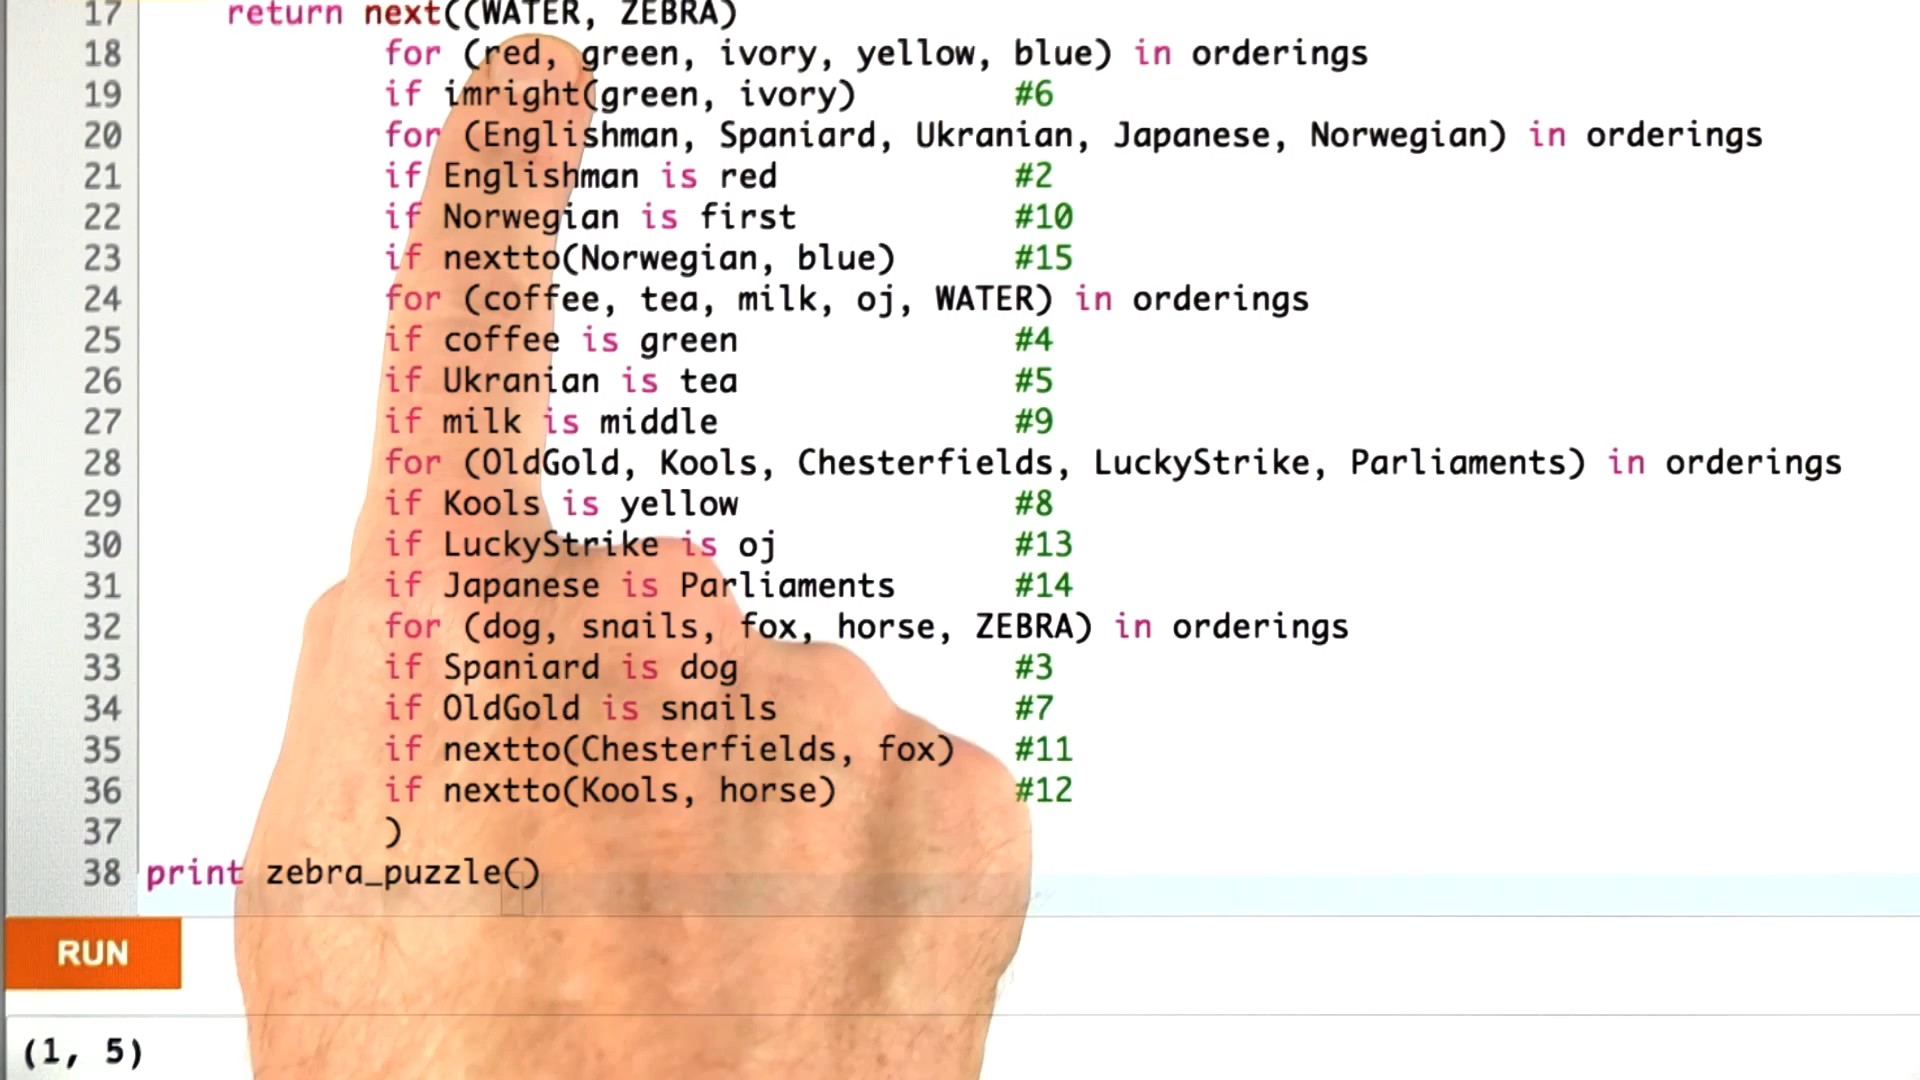 17 return next((WATER, ZEBRA)
18 for (red, green, ivory, yellow, blue) in orderings
19 if imright(green, ivory) #6
20 for (Englishman, Spaniard, Ukranian, Japanese, Norwegian) in orderings
21 if Englishman is red #2
22 if Norwegian is first #10
23 if nextto(Norwegian, blue) #15
24 for (coffee, tea, milk, oj, WATER) in orderings
25 if coffee is green #4
26 if Ukranian is tea #5
27 if milk is middle #9
28 for (OldGold, Kools, Chesterfields, LuckyStrike, Parliaments) in orderings
29 if Kools is yellow #8
30 if LuckyStrike is oj #13
31 if Japanese is Parliaments #14
32 for (dog, snails, fox, horse, ZEBRA) in orderings
33 if Spaniard is dog #3
34 if OldGold is snails #7
35 if nextto(Chesterfields, fox) #11
36 if nextto(Kools, horse) #12
37 )
38 print zebra_puzzle()
RUN
(1, 5)